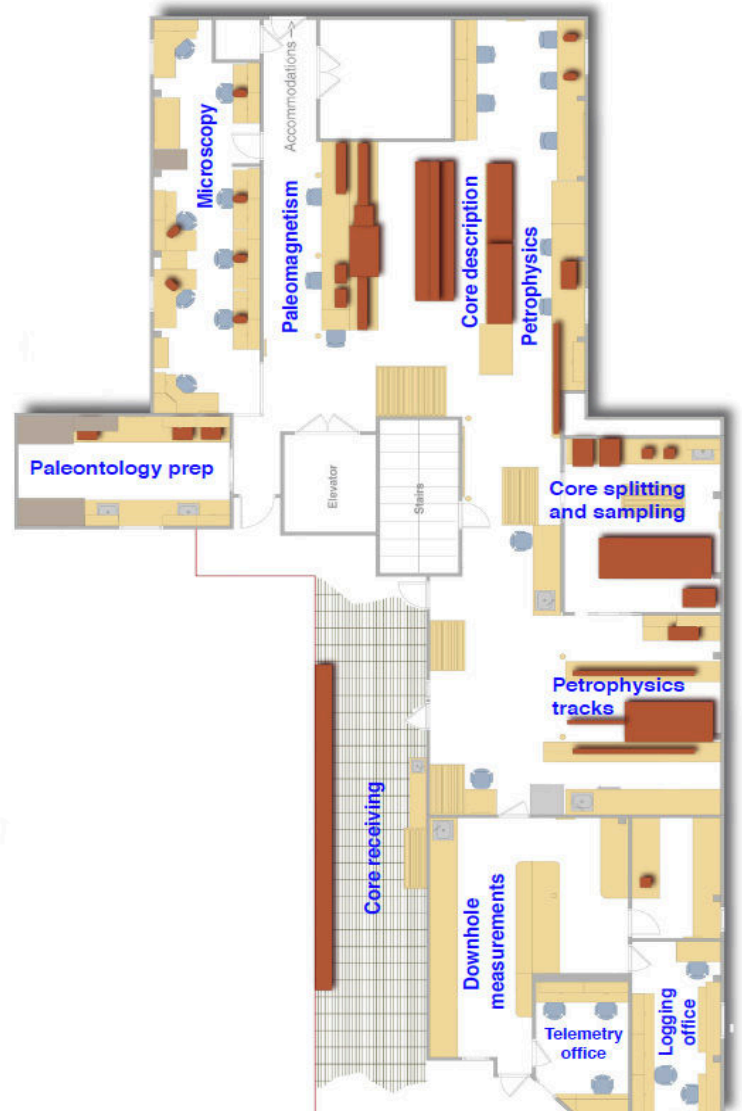 Accommodations –>
Microscopy
Paleomagnetism
Core description
Petrophysics
Paleontology prep
Elevator
Stairs
Core splitting
and sampling
Petrophysics
tracks
Core receiving
Downhole
measurements
Telemetry
office
Logging
office